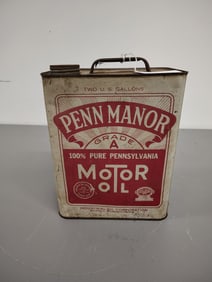 TWO U.S. GALLONS
PENN MANOR
GRADE
A
100% PURE PENNSYLVANIA
MOTOR
OIL